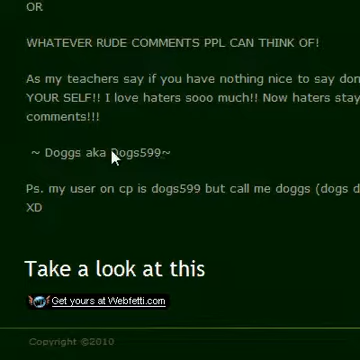 OR
WHATEVER RUDE COMMENTS PPL CAN THINK OF!
As my teachers say if you have nothing nice to say don
YOUR SELF!! I love haters sooo much!! Now haters stay
comments!!!
~ Doggs aka Dogs599~
Ps. my user on cp is dogs599 but call me doggs (dogs d
XD
Take a look at this
Get yours at Webfetti.com
Copyright ©2010